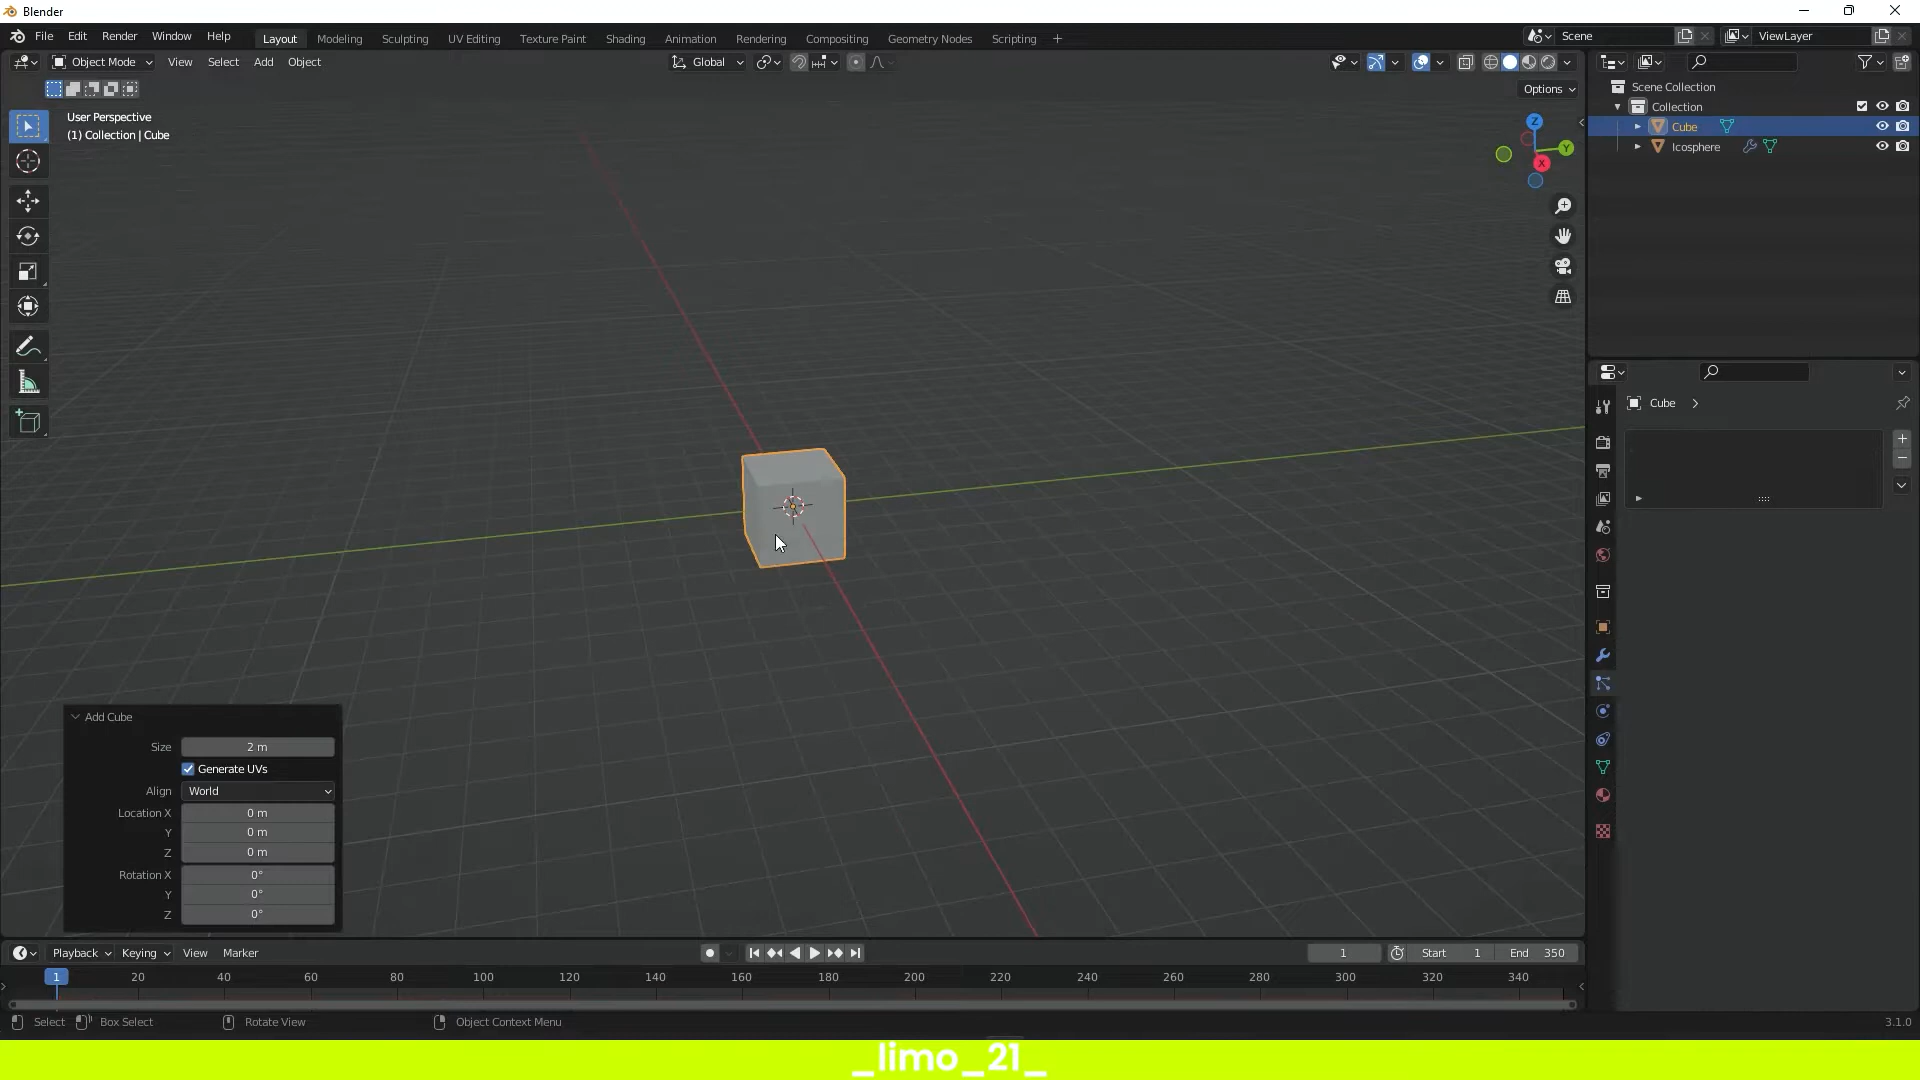 Blender
File Edit Render Window Help Layout Modeling Sculpting UV Editing Texture Paint Shading Animation Rendering Compositing Geometry Nodes Scripting + Scene ViewLayer
Object Mode View Select Add Object Global
Options
User Perspective
(1) Collection | Cube
Z
Y
X
Scene Collection
Collection
Cube
Icosphere
Cube
Add Cube
Size 2 m
Generate UVs
Align World
Location X 0 m
Y 0 m
Z 0 m
Rotation X 0°
Y 0°
Z 0°
Playback Keying View Marker 1 Start 1 End 350
1 20 40 60 80 100 120 140 160 180 200 220 240 260 280 300 320 340
Select Box Select Rotate View Object Context Menu 3.1.0
_limo_21_